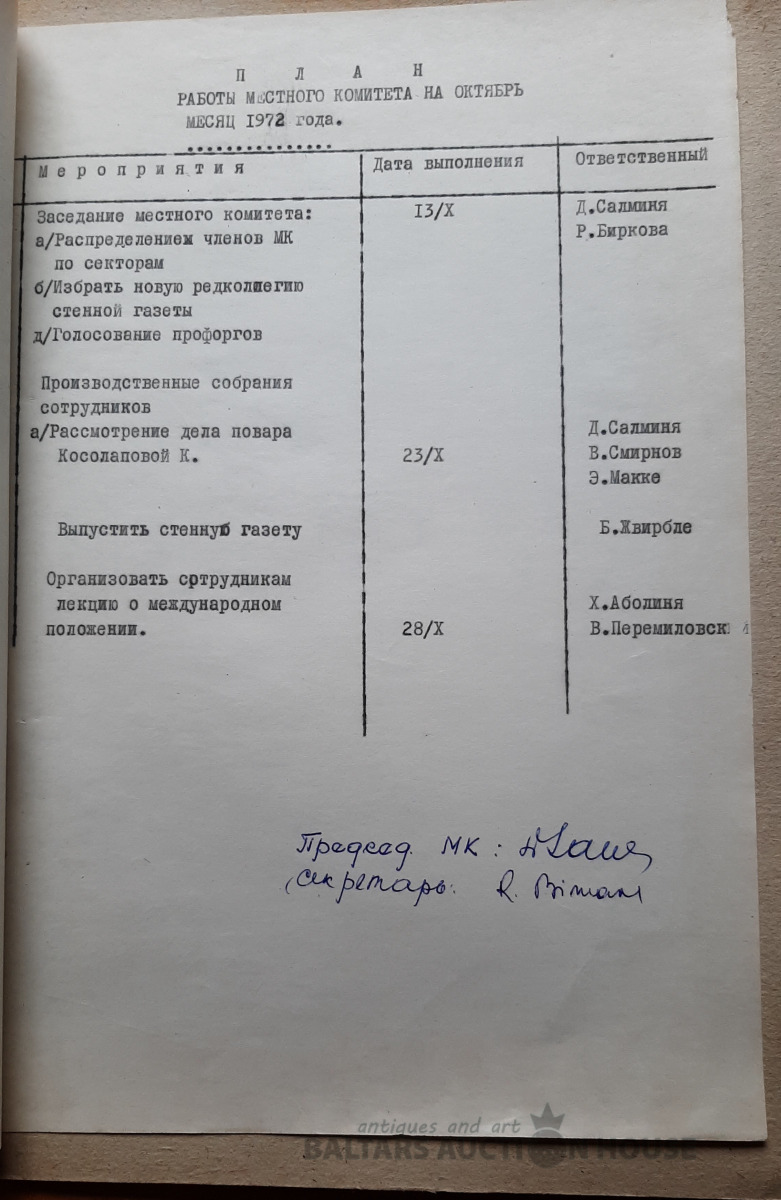 П Л А Н
РАБОТЫ МЕСТНОГО КОМИТЕТА НА ОКТЯБРЬ
МЕСЯЦ 1972 года.
................
Мероприятия Дата выполнения Ответственный
Заседание местного комитета: 13/X Д.Салминя
а/Распределением членов МК Р.Биркова
по секторам
б/Избрать новую редколлегию
стенной газеты
д/Голосование профоргов
Производственные собрания
сотрудников
а/Рассмотрение дела повара Д.Салминя
Косолаповой К. 23/X В.Смирнов
Э.Макке
Выпустить стенную газету Б.Жвирбле
Организовать сотрудникам
лекцию о международном Х.Аболиня
положении. 28/X В.Перемиловски
Председ. МК:
Секретарь: R.
antiques and art
BALTARS AUCTION HOUSE